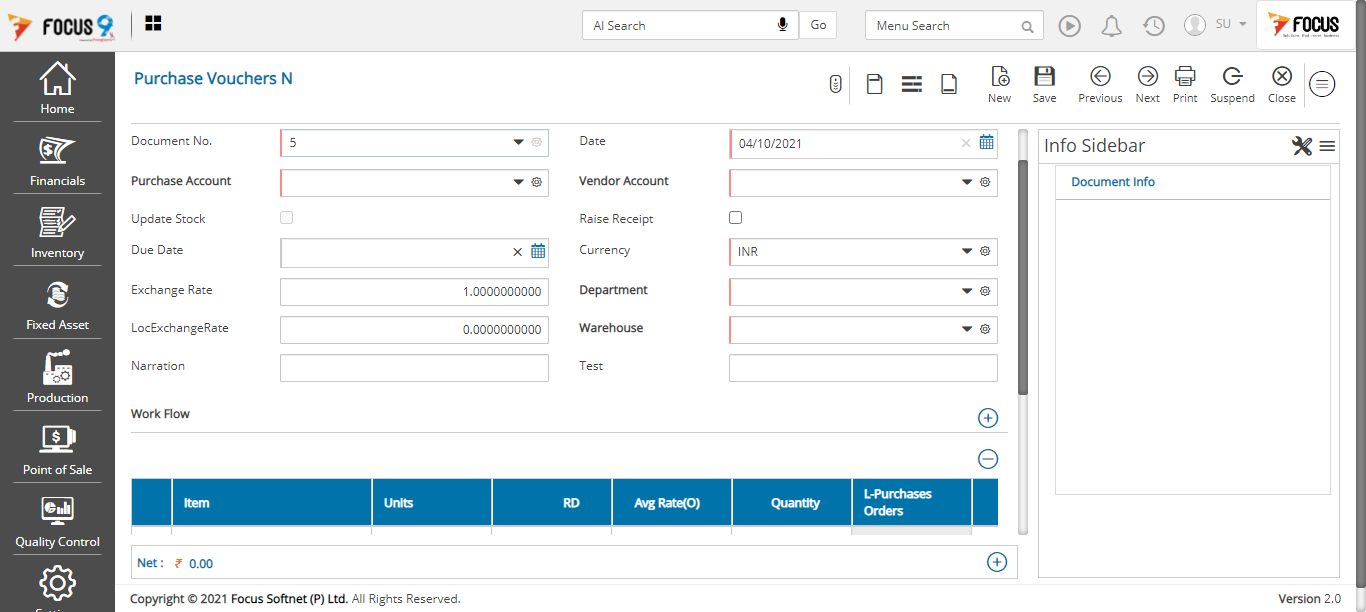 FOCUS 9
AI Search
Go
Menu Search
SU
FOCUS
Home
Financials
Inventory
Fixed Asset
Production
Point of Sale
Quality Control
Purchase Vouchers N
New
Save
Previous
Next
Print
Suspend
Close
Document No.
5
Date
04/10/2021
Purchase Account
Vendor Account
Update Stock
Raise Receipt
Due Date
Currency
INR
Exchange Rate
1.0000000000
Department
LocExchangeRate
0.0000000000
Warehouse
Narration
Test
Work Flow
Item
Units
RD
Avg Rate(O)
Quantity
L-Purchases
Orders
Net : ₹ 0.00
Info Sidebar
Document Info
Copyright © 2021 Focus Softnet (P) Ltd. All Rights Reserved.
Version 2.0